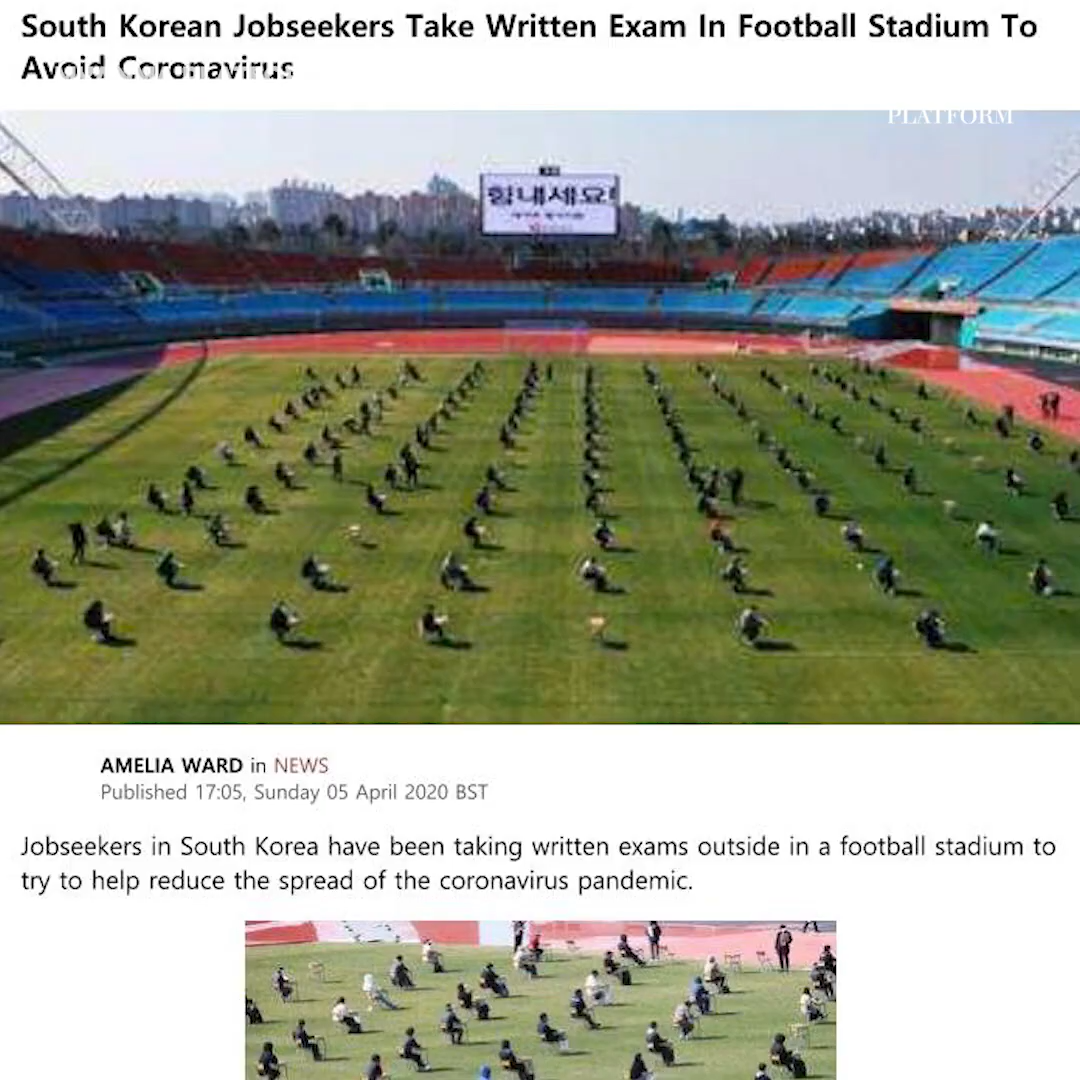 South Korean Jobseekers Take Written Exam In Football Stadium To
Avoid Coronavirus
PLATFORM
힘내세요!
AMELIA WARD in NEWS
Published 17:05, Sunday 05 April 2020 BST
Jobseekers in South Korea have been taking written exams outside in a football stadium to
try to help reduce the spread of the coronavirus pandemic.